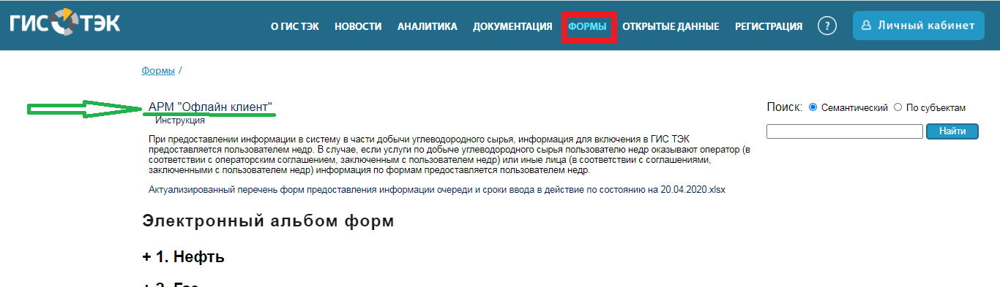 ГИС ТЭК
О ГИС ТЭК НОВОСТИ АНАЛИТИКА ДОКУМЕНТАЦИЯ ФОРМЫ ОТКРЫТЫЕ ДАННЫЕ РЕГИСТРАЦИЯ ? Личный кабинет
Формы /
АРМ "Офлайн клиент"
Инструкция
Поиск: Семантический По субъектам
Найти
При предоставлении информации в систему в части добычи углеводородного сырья, информация для включения в ГИС ТЭК
предоставляется пользователем недр. В случае, если услуги по добыче углеводородного сырья пользователю недр оказывают оператор (в
соответствии с операторским соглашением, заключенным с пользователем недр) или иные лица (в соответствии с соглашениями,
заключенными с пользователем недр) информация по формам предоставляется пользователем недр.
Актуализированный перечень форм предоставления информации очереди и сроки ввода в действие по состоянию на 20.04.2020.xlsx
Электронный альбом форм
+ 1. Нефть